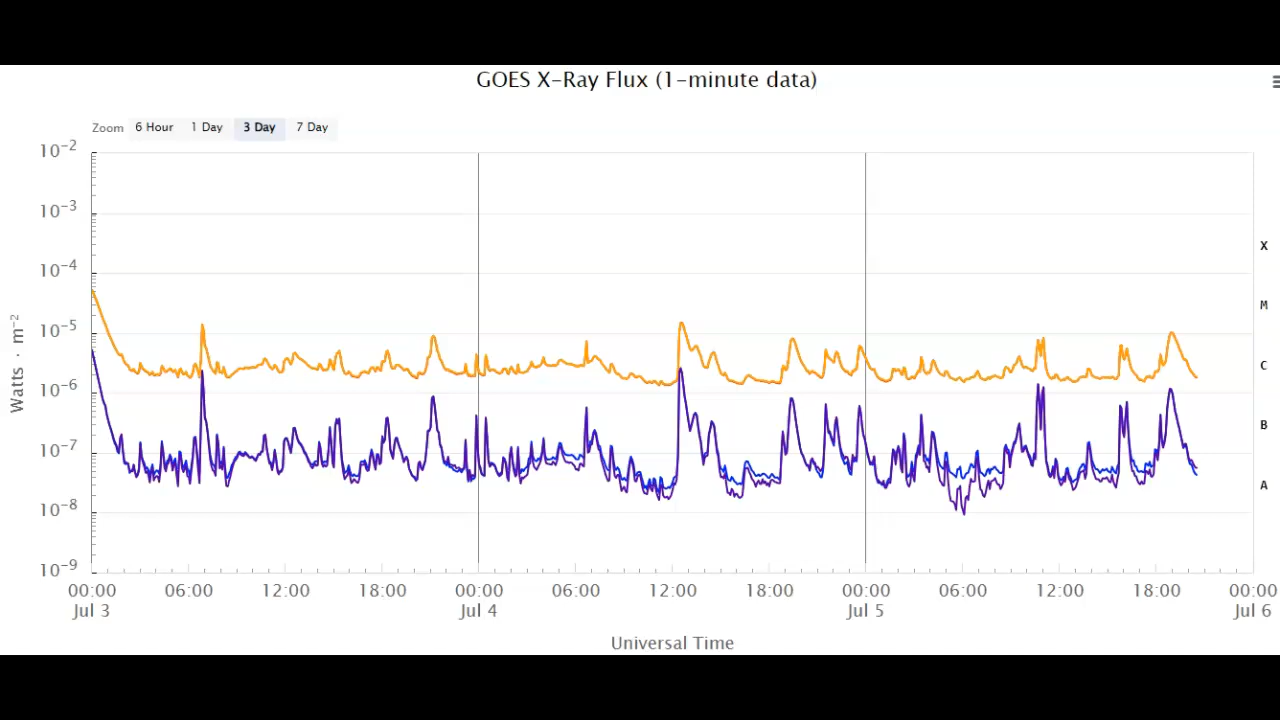 GOES X-Ray Flux (1-minute data)
Zoom 6 Hour 1 Day 3 Day 7 Day
10⁻²
10⁻³
10⁻⁴
10⁻⁵
10⁻⁶
10⁻⁷
10⁻⁸
10⁻⁹
Watts · m⁻²
X
M
C
B
A
00:00 06:00 12:00 18:00 00:00 06:00 12:00 18:00 00:00 06:00 12:00 18:00 00:00
Jul 3 Jul 4 Jul 5 Jul 6
Universal Time